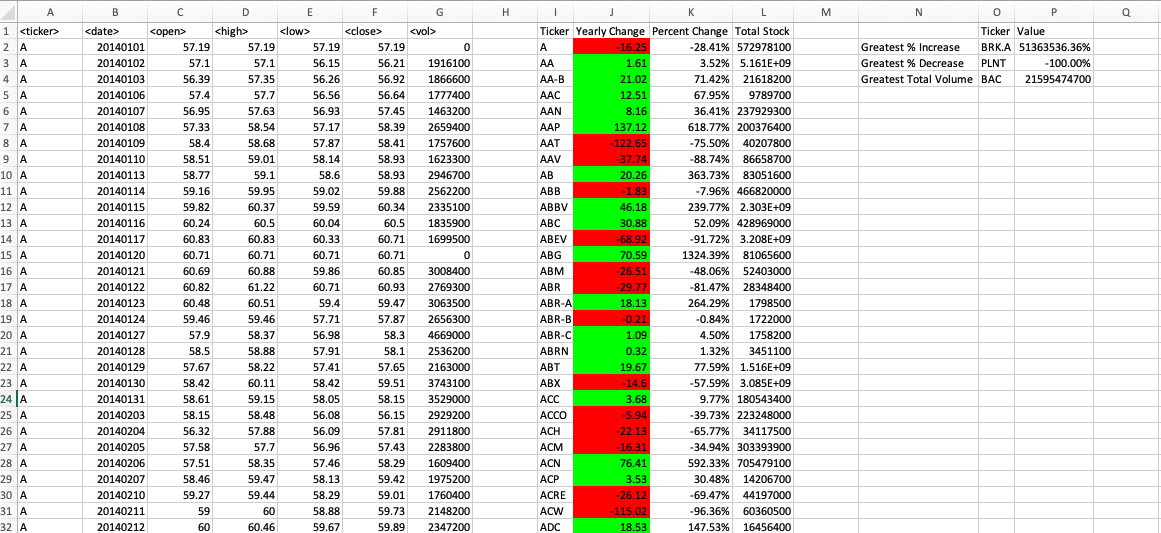 A B C D E F G H I J K L M N O P Q
1 <ticker> <date> <open> <high> <low> <close> <vol> Ticker Yearly Change Percent Change Total Stock Ticker Value
2 A 20140101 57.19 57.19 57.19 57.19 0 A -16.25 -28.41% 572978100 Greatest % Increase BRK.A 51363536.36%
3 A 20140102 57.1 57.1 56.15 56.21 1916100 AA 1.61 3.52% 5.161E+09 Greatest % Decrease PLNT -100.00%
4 A 20140103 56.39 57.35 56.26 56.92 1866600 AA-B 21.02 71.42% 21618200 Greatest Total Volume BAC 21595474700
5 A 20140106 57.4 57.7 56.56 56.64 1777400 AAC 12.51 67.95% 9789700
6 A 20140107 56.95 57.63 56.93 57.45 1463200 AAN 8.16 36.41% 237929300
7 A 20140108 57.33 58.54 57.17 58.39 2659400 AAP 137.12 618.77% 200376400
8 A 20140109 58.4 58.68 57.87 58.41 1757600 AAT -122.65 -75.50% 40207800
9 A 20140110 58.51 59.01 58.14 58.93 1623300 AAV -37.74 -88.74% 86658700
10 A 20140113 58.77 59.1 58.6 58.93 2946700 AB 20.26 363.73% 83051600
11 A 20140114 59.16 59.95 59.02 59.88 2562200 ABB -1.83 -7.96% 466820000
12 A 20140115 59.82 60.37 59.59 60.34 2335100 ABBV 46.18 239.77% 2.303E+09
13 A 20140116 60.24 60.5 60.04 60.5 1835900 ABC 30.88 52.09% 428969000
14 A 20140117 60.83 60.83 60.33 60.71 1699500 ABEV -68.92 -91.72% 3.208E+09
15 A 20140120 60.71 60.71 60.71 60.71 0 ABG 70.59 1324.39% 81065600
16 A 20140121 60.69 60.88 59.86 60.85 3008400 ABM -26.51 -48.06% 52403000
17 A 20140122 60.82 61.22 60.71 60.93 2769300 ABR -29.77 -81.47% 28348400
18 A 20140123 60.48 60.51 59.4 59.47 3063500 ABR-A 18.13 264.29% 1798500
19 A 20140124 59.46 59.46 57.71 57.87 2656300 ABR-B -0.21 -0.84% 1722000
20 A 20140127 57.9 58.37 56.98 58.3 4669000 ABR-C 1.09 4.50% 1758200
21 A 20140128 58.5 58.88 57.91 58.1 2536200 ABRN 0.32 1.32% 3451100
22 A 20140129 57.67 58.22 57.41 57.65 2163000 ABT 19.67 77.59% 1.516E+09
23 A 20140130 58.42 60.11 58.42 59.51 3743100 ABX -14.6 -57.59% 3.085E+09
24 A 20140131 58.61 59.15 58.05 58.15 3529000 ACC 3.68 9.77% 180543400
25 A 20140203 58.15 58.48 56.08 56.15 2929200 ACCO -5.94 -39.73% 223248000
26 A 20140204 56.32 57.88 56.09 57.81 2911800 ACH -22.13 -65.77% 34117500
27 A 20140205 57.58 57.7 56.96 57.43 2283800 ACM -16.31 -34.94% 303393900
28 A 20140206 57.51 58.35 57.46 58.29 1609400 ACN 76.41 592.33% 705479100
29 A 20140207 58.46 59.47 58.13 59.42 1975200 ACP 3.53 30.48% 14206700
30 A 20140210 59.27 59.44 58.29 59.01 1760400 ACRE -26.12 -69.47% 44197000
31 A 20140211 59 60 58.88 59.73 2148200 ACW -115.02 -96.36% 60360500
32 A 20140212 60 60.46 59.67 59.89 2347200 ADC 18.53 147.53% 16456400